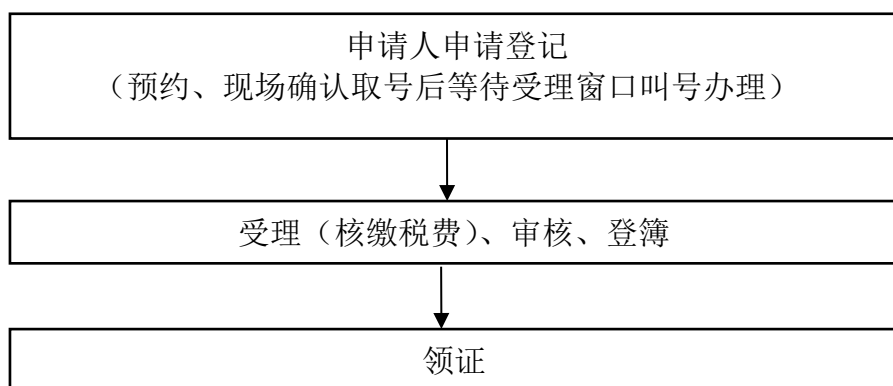 申请人申请登记
（预约、现场确认取号后等待受理窗口叫号办理）
受理（核缴税费）、审核、登簿
领证